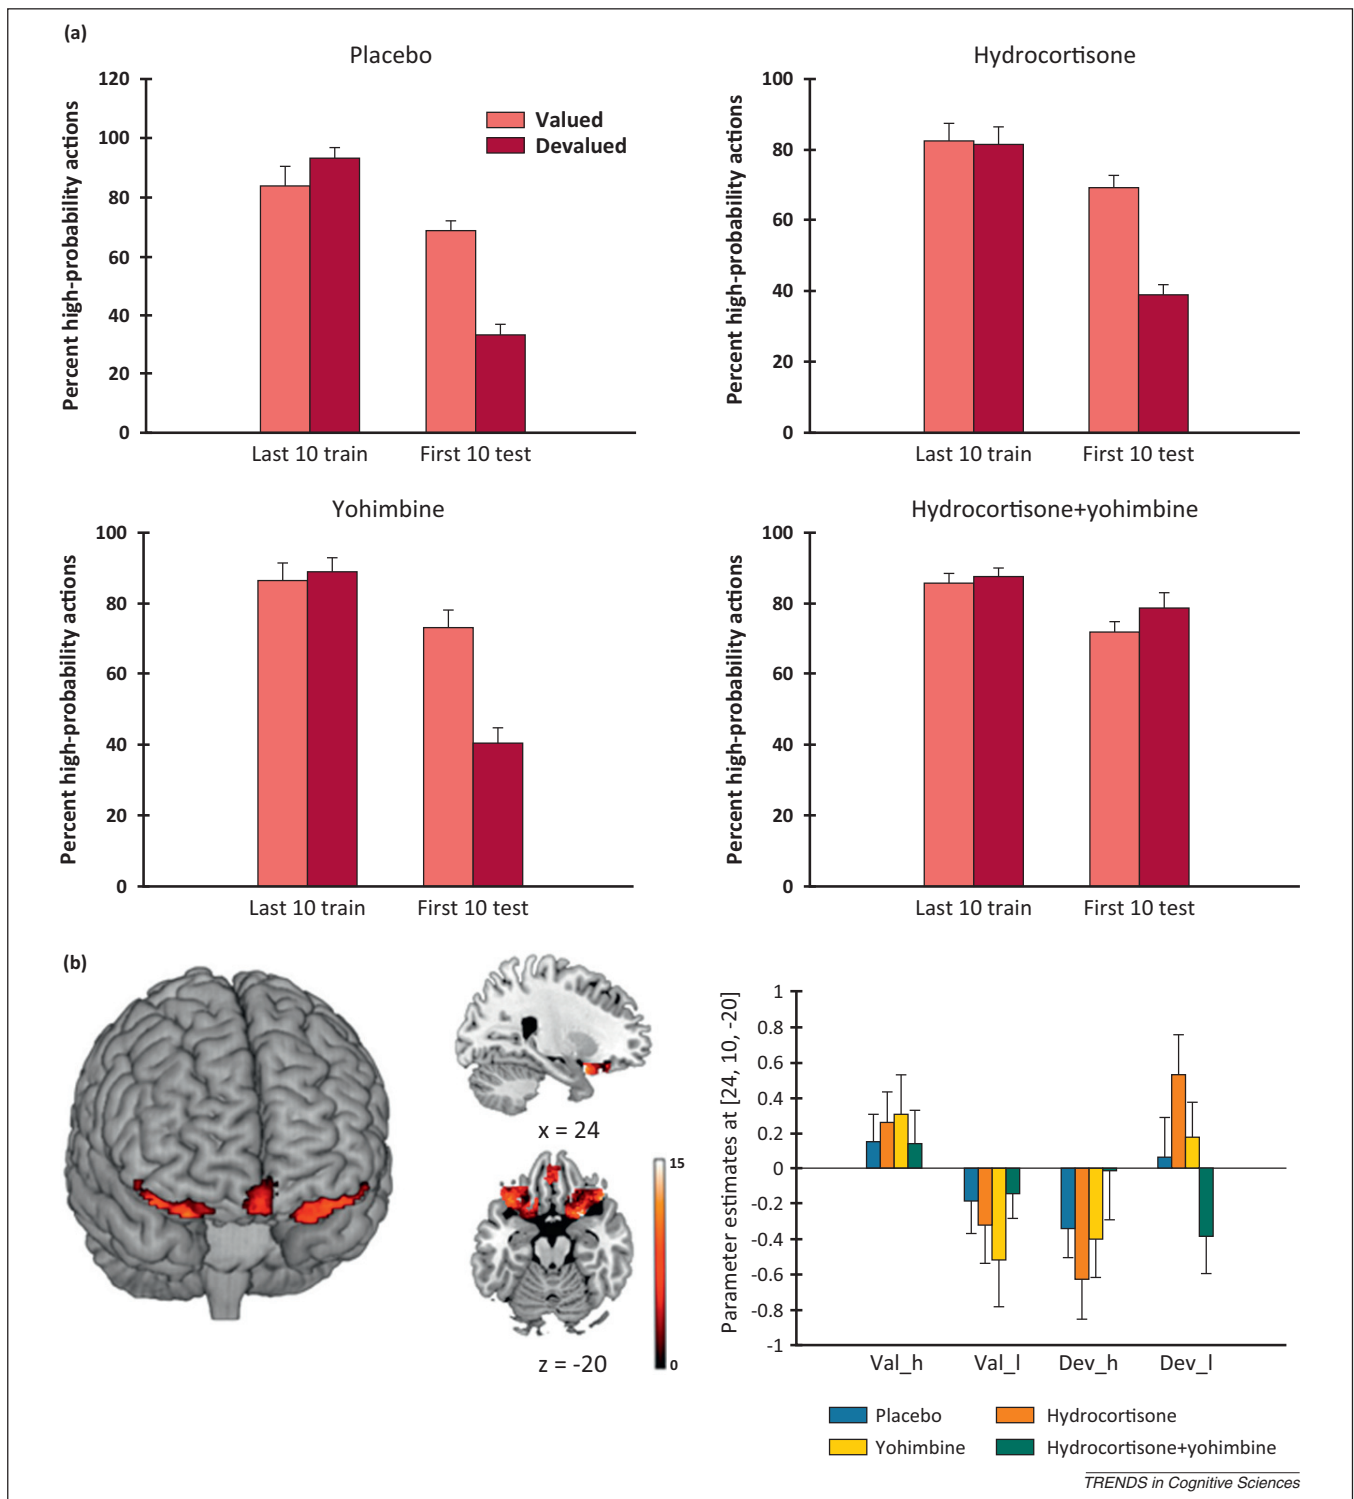 (a)
Placebo
Percent high-probability actions
120
100
80
60
40
20
0
Valued
Devalued
Last 10 train First 10 test
Hydrocortisone
Percent high-probability actions
100
80
60
40
20
0
Last 10 train First 10 test
Yohimbine
Percent high-probability actions
100
80
60
40
20
0
Last 10 train First 10 test
Hydrocortisone+yohimbine
Percent high-probability actions
100
80
60
40
20
0
Last 10 train First 10 test
(b)
x = 24
z = -20
15
0
Parameter estimates at [24, 10, -20]
1
0.8
0.6
0.4
0.2
0
-0.2
-0.4
-0.6
-0.8
-1
Val_h Val_l Dev_h Dev_l
Placebo Hydrocortisone
Yohimbine Hydrocortisone+yohimbine
TRENDS in Cognitive Sciences